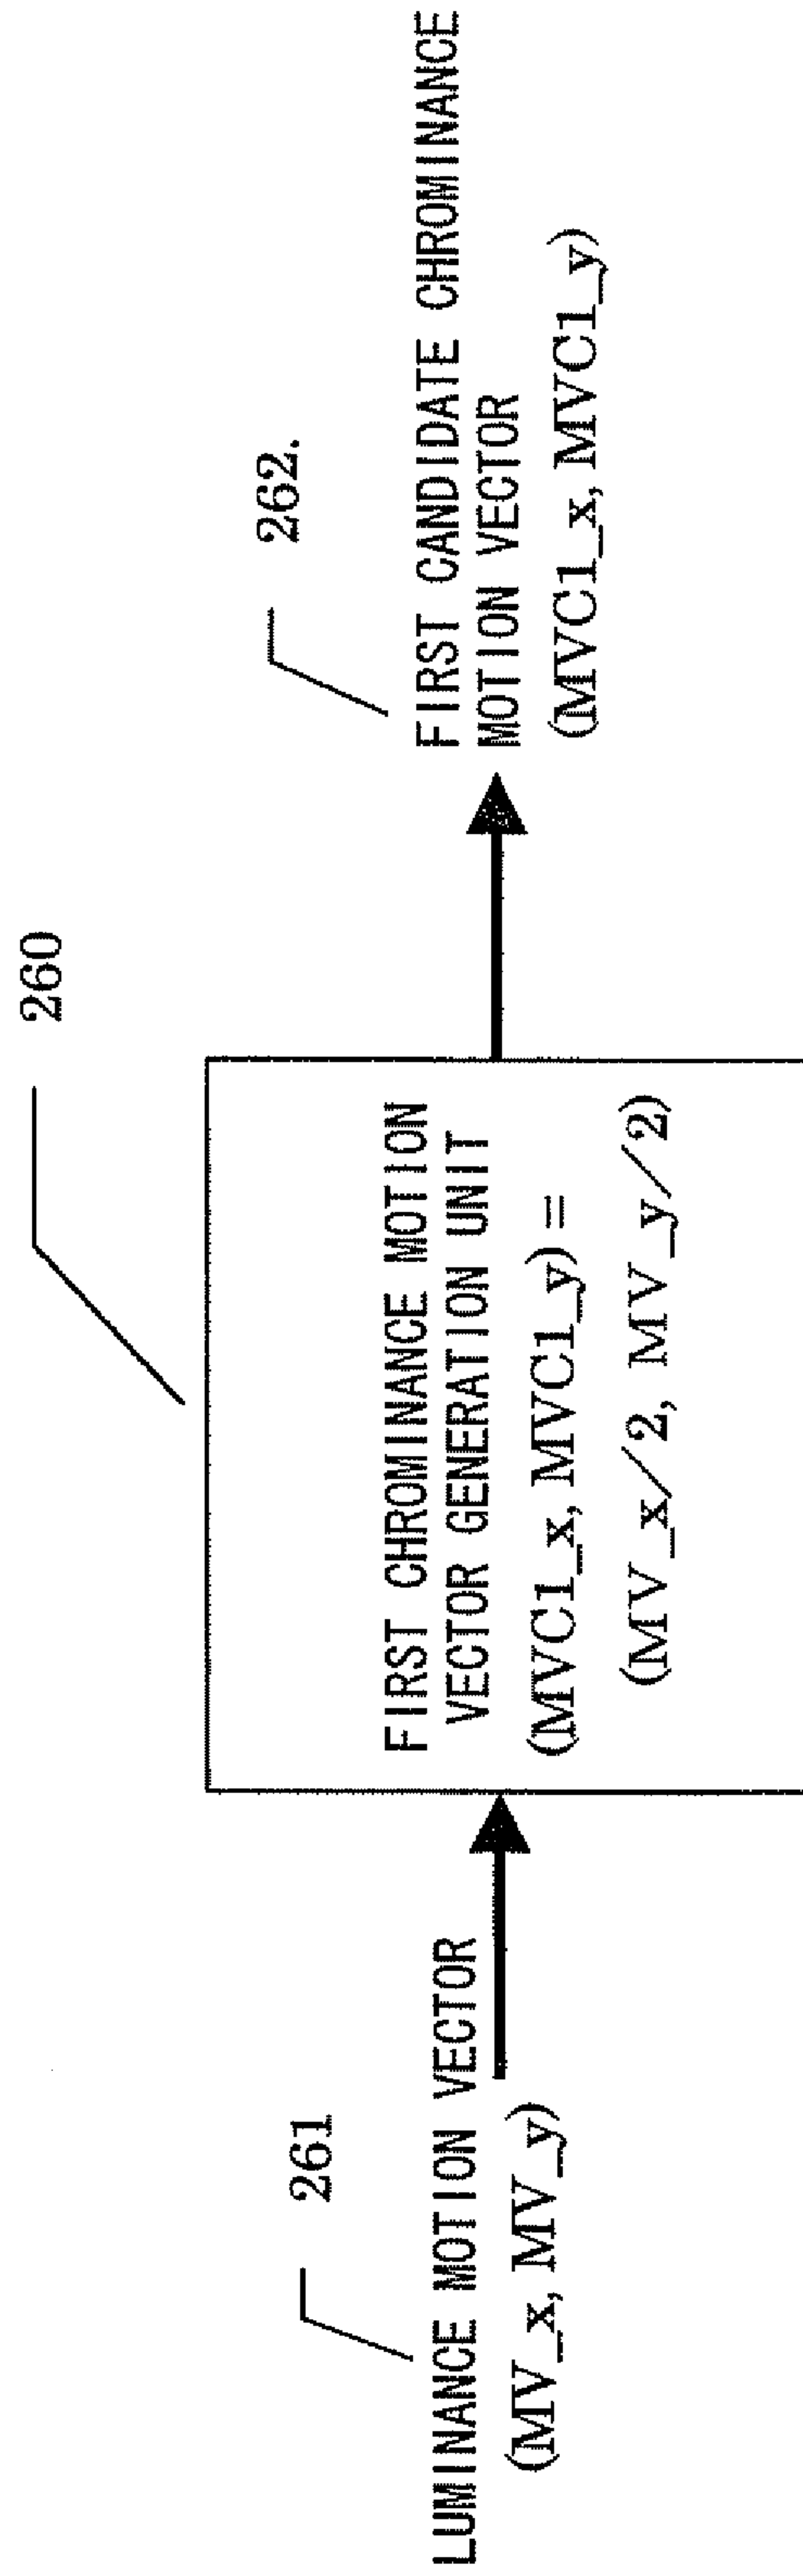 260
261
LUMINANCE MOTION VECTOR
(MV_x, MV_y)
FIRST CHROMINANCE MOTION
VECTOR GENERATION UNIT
(MVC1_x, MVC1_y) =
(MV_x/2, MV_y/2)
262.
FIRST CANDIDATE CHROMINANCE
MOTION VECTOR
(MVC1_x, MVC1_y)